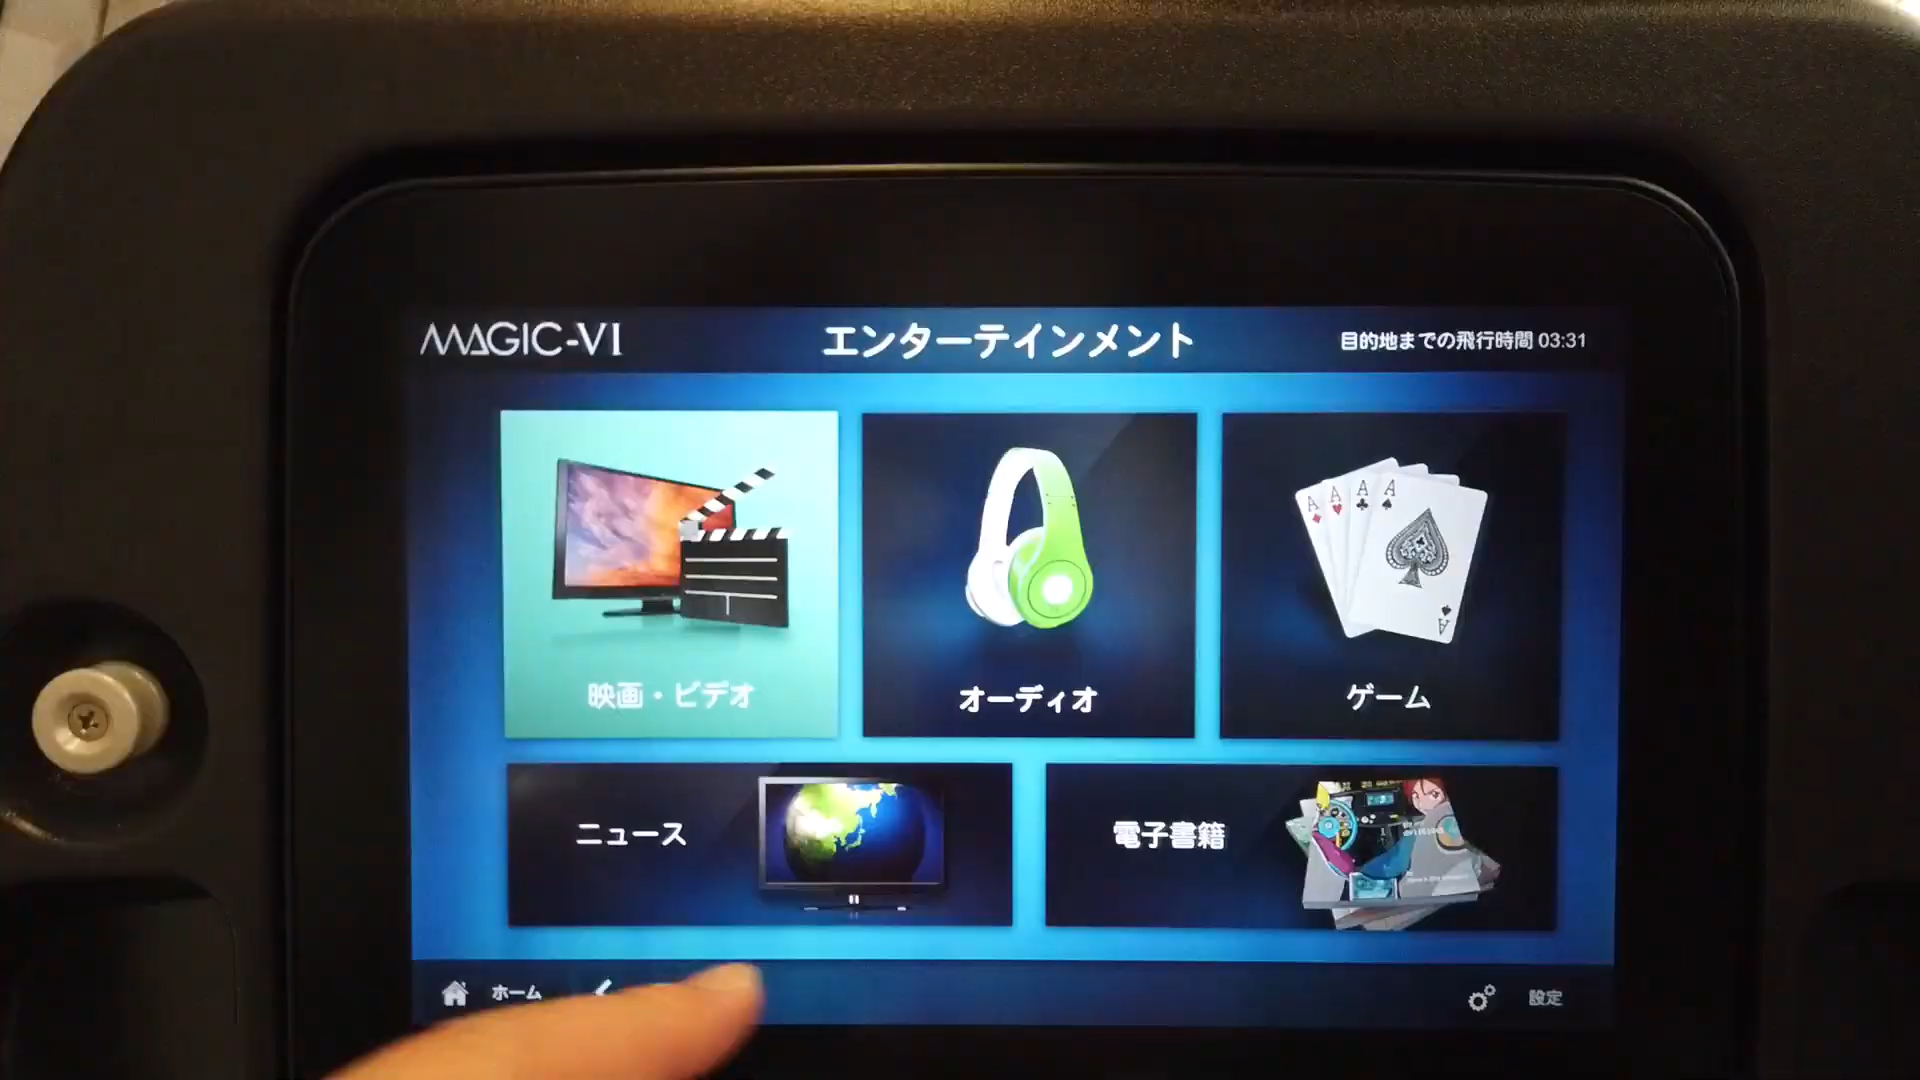 MAGIC-VI
エンターテインメント
目的地までの飛行時間 03:31
映画・ビデオ
オーディオ
ゲーム
A A A A
A
ニュース
電子書籍
ホーム
設定